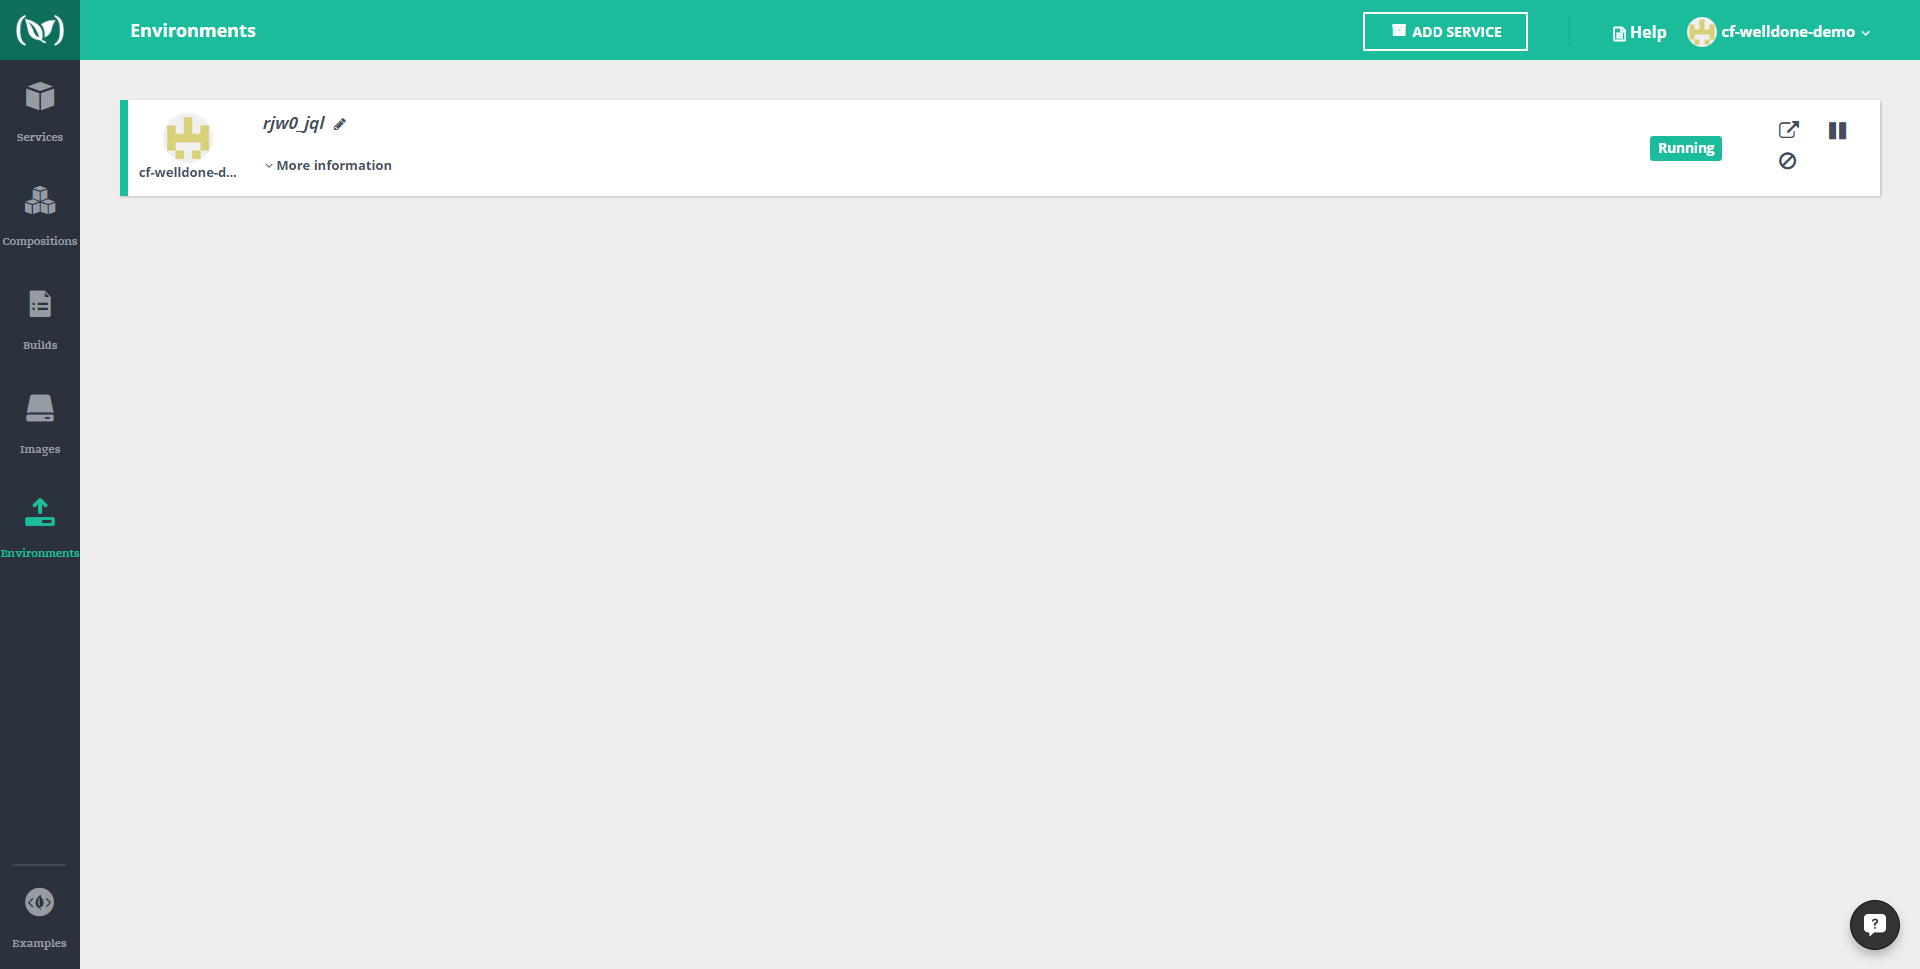 Environments
ADD SERVICE
Help
cf-welldone-demo
Services
Compositions
Builds
Images
Environments
Examples
rjw0_jql
cf-welldone-d...
More information
Running